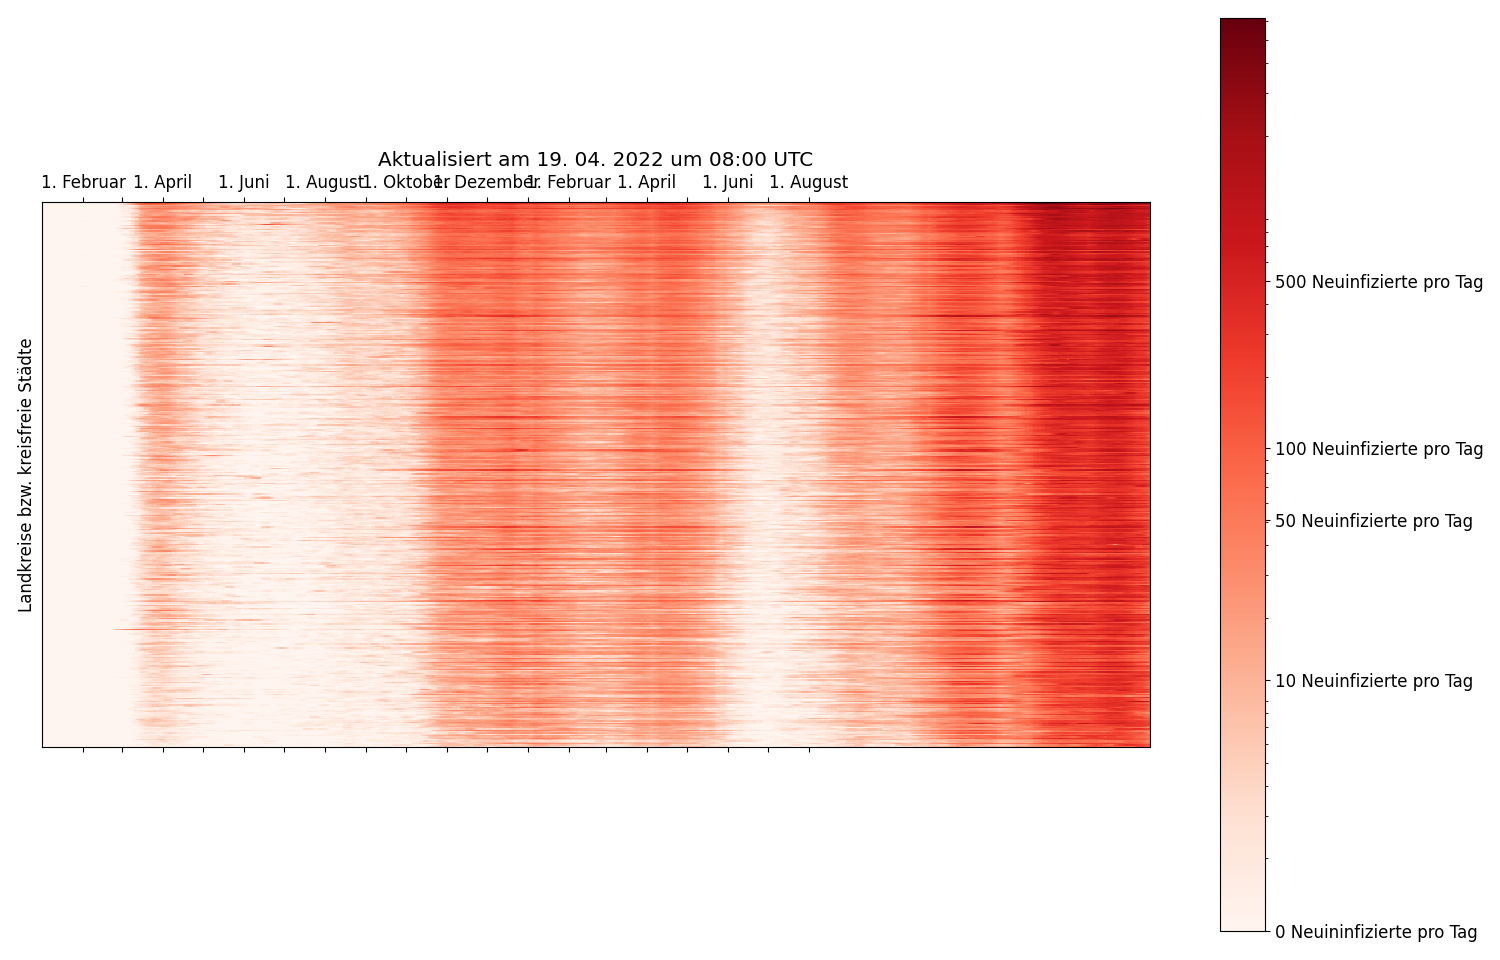 Aktualisiert am 19. 04. 2022 um 08:00 UTC
1. Februar 1. April 1. Juni 1. August 1. Oktober 1. Dezember 1. Februar 1. April 1. Juni 1. August
Landkreise bzw. kreisfreie Städte
500 Neuinfizierte pro Tag
100 Neuinfizierte pro Tag
50 Neuinfizierte pro Tag
10 Neuinfizierte pro Tag
0 Neuininfizierte pro Tag